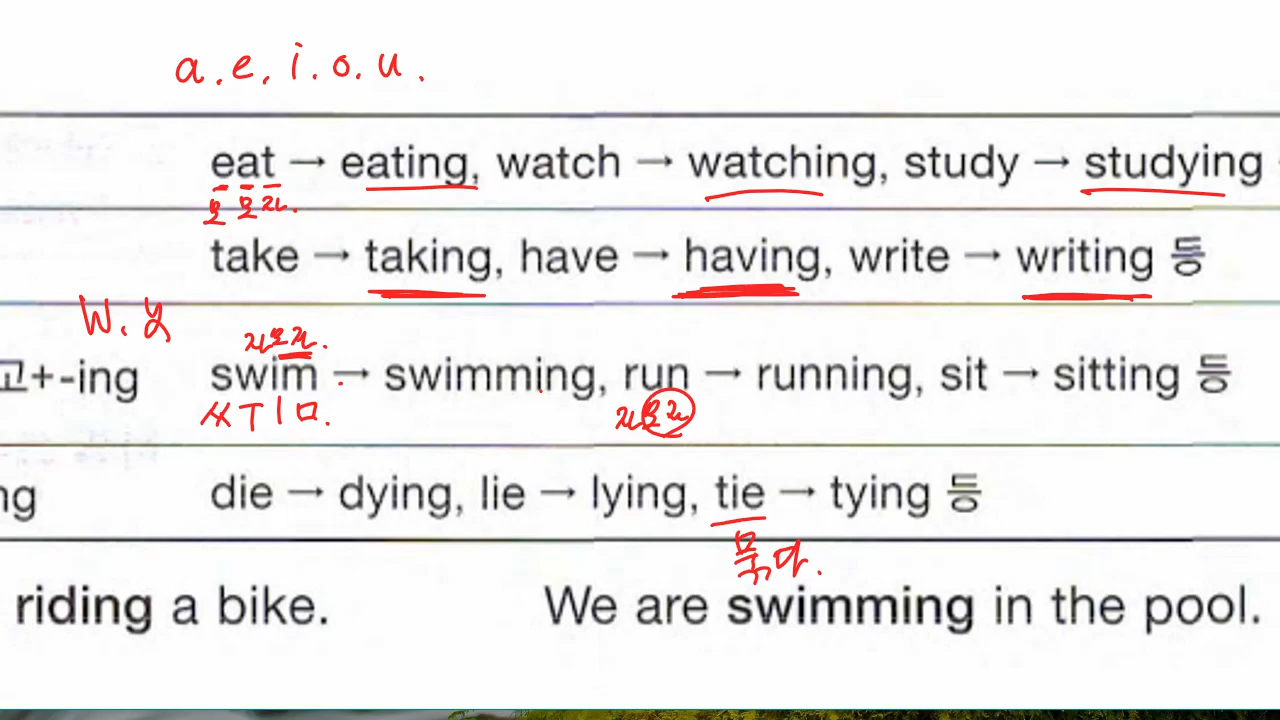 a. e. i. o. u.
eat → eating, watch → watching, study → studying
모 모 자.
take → taking, have → having, write → writing 등
W. y
자모자.
고+-ing swim → swimming, run → running, sit → sitting 등
ㅆㅜㅣㅁ. 자모자
ng die → dying, lie → lying, tie → tying 등
묶다.
riding a bike. We are swimming in the pool.